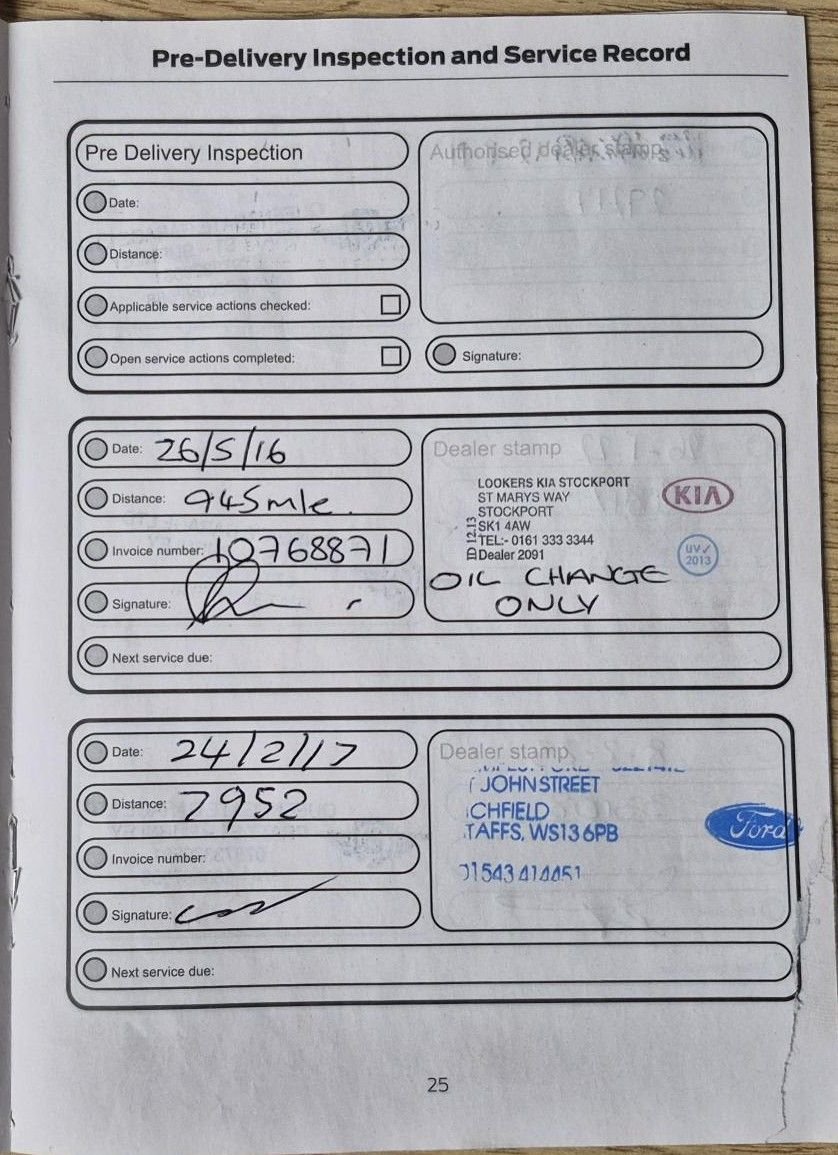 Pre-Delivery Inspection and Service Record
Pre Delivery Inspection
Authorised dealer stamp
Date:
Distance:
Applicable service actions checked:
Open service actions completed:
Signature:
Date: 26/5/16
Distance: 945 mle.
Invoice number: 10768871
Signature:
Dealer stamp
LOOKERS KIA STOCKPORT
ST MARYS WAY
STOCKPORT
SK1 4AW
TEL:- 0161 333 3344
Dealer 2091
12.13
KIA
UV✓
2013
OIL CHANGE
ONLY
Next service due:
Date: 24/2/17
Distance: 7952
Invoice number:
Signature:
Dealer stamp
JOHN STREET
CHFIELD
TAFFS, WS13 6PB
01543 414451
Ford
Next service due:
25